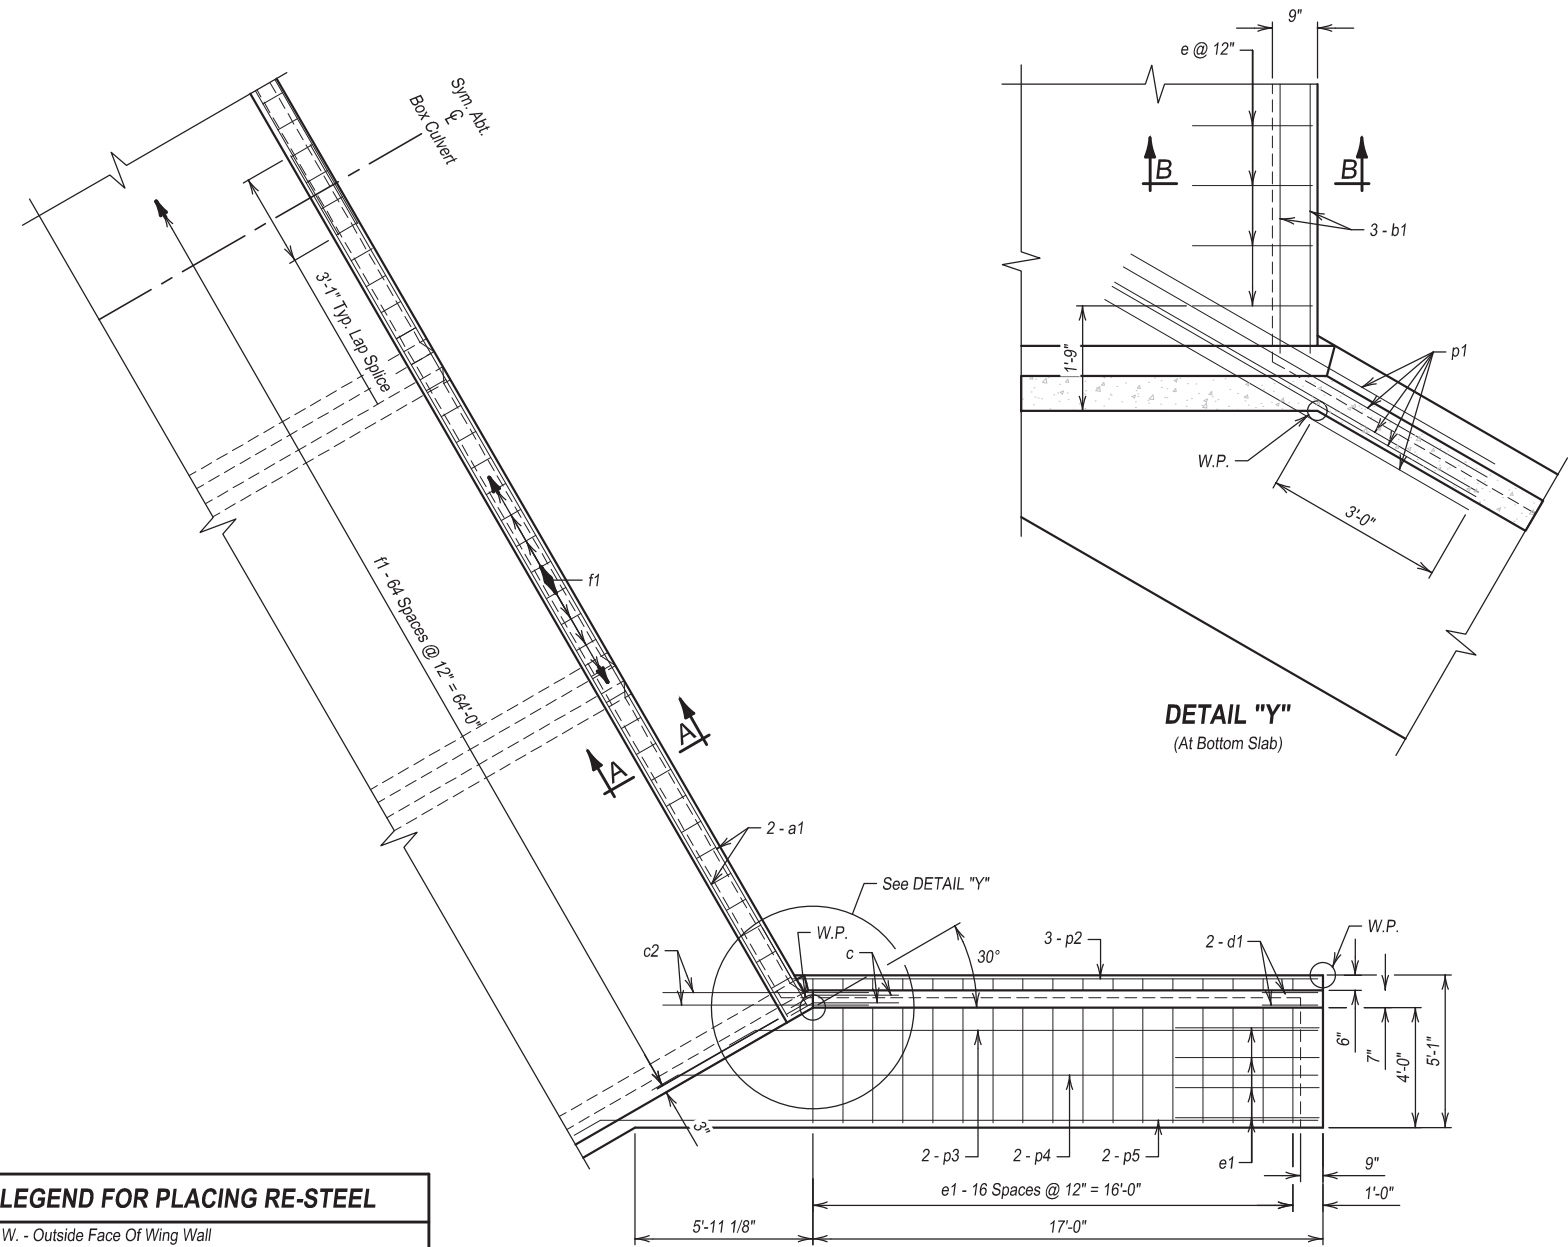 9"
e @ 12"
Sym. Abt.
℄
Box Culvert
B
B
3 - b1
3'-1" Typ. Lap Splice
1'-9"
p1
W.P.
3'-0"
f1
f1 - 64 Spaces @ 12" = 64'-0"
DETAIL "Y"
(At Bottom Slab)
A
A
2 - a1
See DETAIL "Y"
c2
W.P.
c
30°
3 - p2
2 - d1
W.P.
6"
7"
4'-0"
5'-1"
3"
2 - p3
2 - p4
2 - p5
e1
9"
e1 - 16 Spaces @ 12" = 16'-0"
1'-0"
5'-11 1/8"
17'-0"
LEGEND FOR PLACING RE-STEEL
W. - Outside Face Of Wing Wall